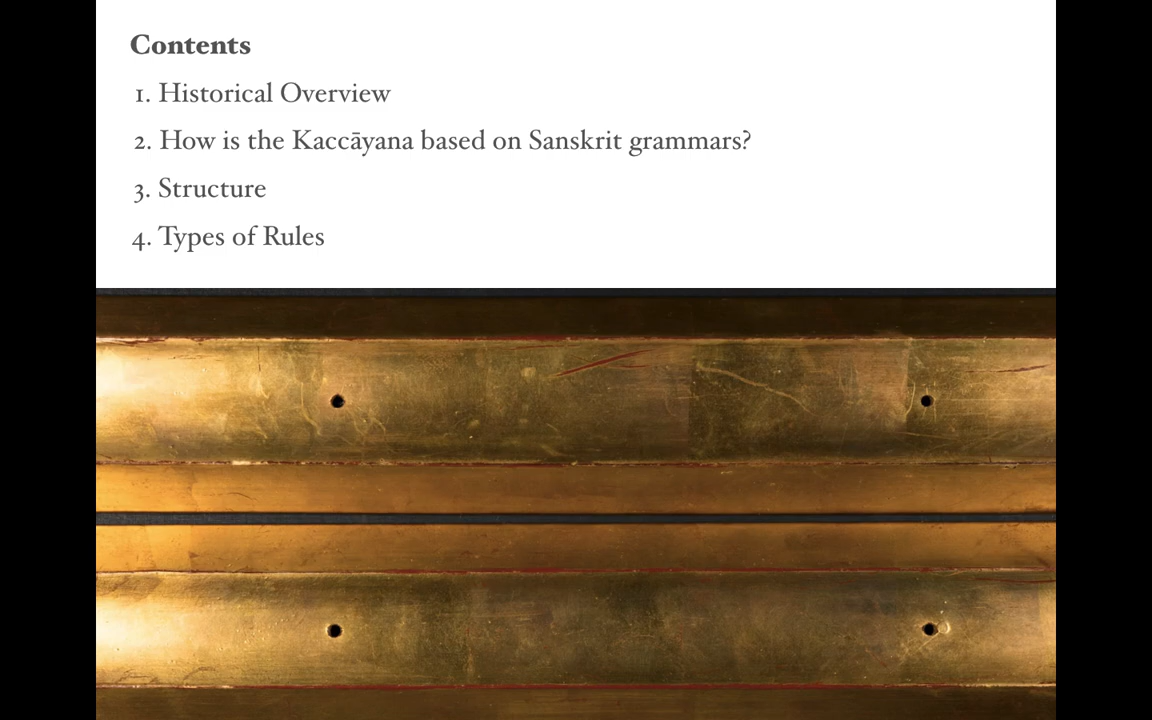 Contents
1. Historical Overview
2. How is the Kaccāyana based on Sanskrit grammars?
3. Structure
4. Types of Rules